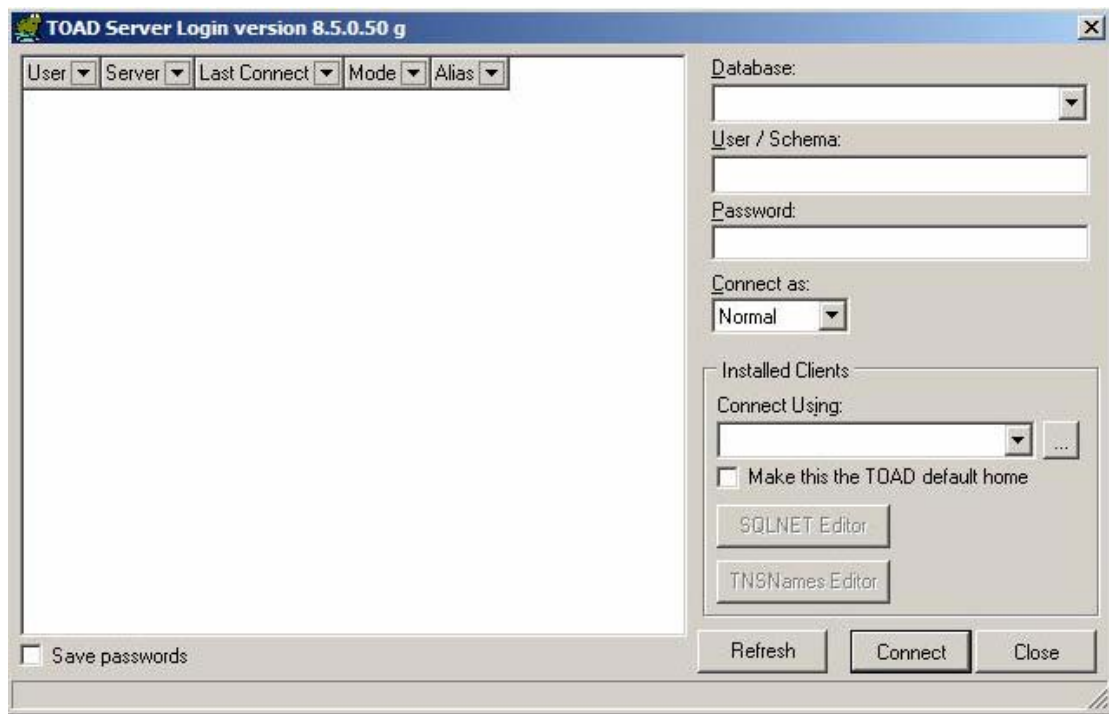 TOAD Server Login version 8.5.0.50 g
User Server Last Connect Mode Alias
Database:
User / Schema:
Password:
Connect as:
Normal
Installed Clients
Connect Using:
...
Make this the TOAD default home
SQLNET Editor
TNSNames Editor
Save passwords
Refresh Connect Close